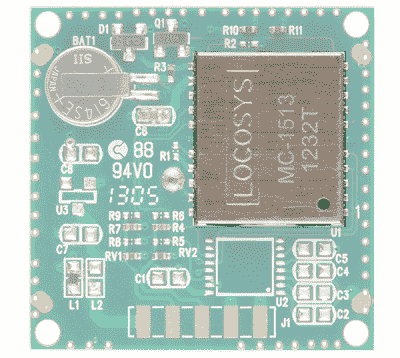 D1
Q1
R10
R11
BAT1
R2
SII
JAPAN
R3
LOCOSYS
MC-1513
1232T
C6
88
94V0
R1
C8
1305
U3
1
R9
R6
R7
R4
U1
C7
R8
R5
RV1
RV2
C5
C1
C4
L1
L2
C3
U2
J1
C2